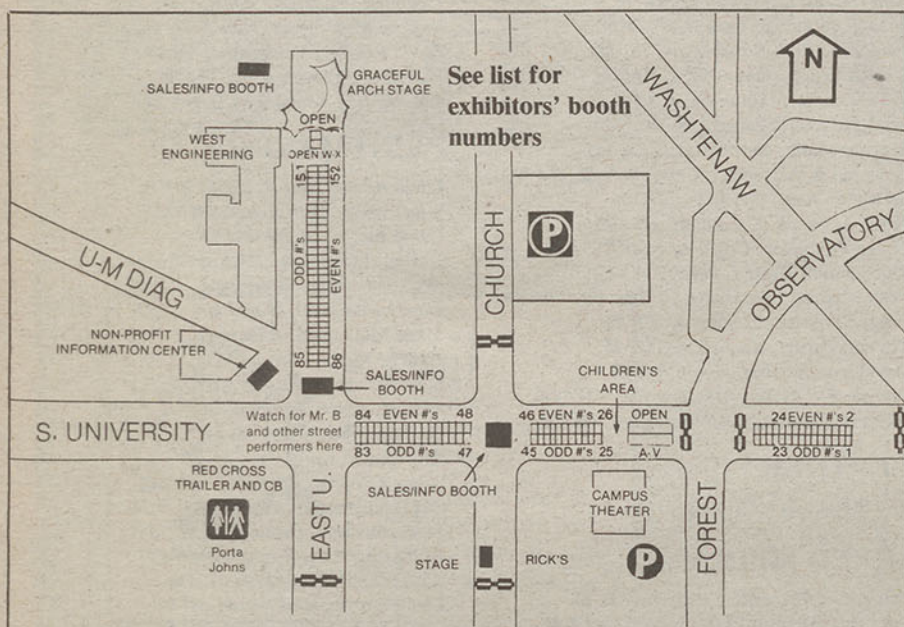 See list for
exhibitors' booth
numbers
N
SALES/INFO BOOTH
GRACEFUL
ARCH STAGE
OPEN
WEST
ENGINEERING
OPEN W-X
151
152
ODD #'s
EVEN #'s
85
86
WASHTENAW
OBSERVATORY
CHURCH
P
U-M DIAG
NON-PROFIT
INFORMATION CENTER
SALES/INFO
BOOTH
CHILDREN'S
AREA
S. UNIVERSITY
Watch for Mr. B
and other street
performers here
84 EVEN #'s 48
83 ODD #'s 47
46 EVEN #'s 26
45 ODD #'s 25
OPEN
A-V
24 EVEN #'s 2
23 ODD #'s 1
RED CROSS
TRAILER AND CB
Porta
Johns
EAST U.
SALES/INFO BOOTH
STAGE
RICK'S
CAMPUS
THEATER
P
FOREST